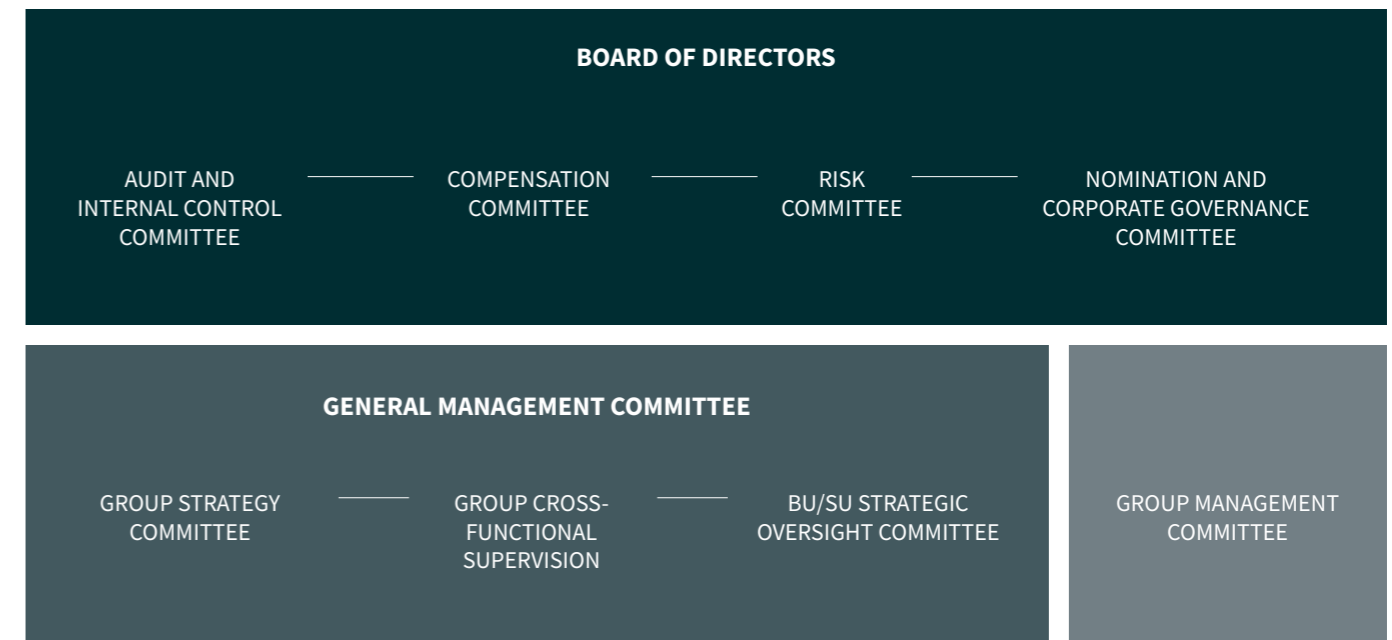 BOARD OF DIRECTORS
AUDIT AND
INTERNAL CONTROL
COMMITTEE
COMPENSATION
COMMITTEE
RISK
COMMITTEE
NOMINATION AND
CORPORATE GOVERNANCE
COMMITTEE
GENERAL MANAGEMENT COMMITTEE
GROUP STRATEGY
COMMITTEE
GROUP CROSS-
FUNCTIONAL
SUPERVISION
BU/SU STRATEGIC
OVERSIGHT COMMITTEE
GROUP MANAGEMENT
COMMITTEE